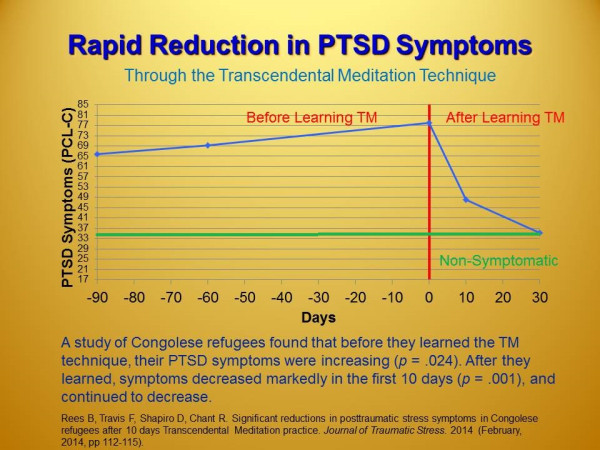 Rapid Reduction in PTSD Symptoms
Through the Transcendental Meditation Technique
Before Learning TM
After Learning TM
PTSD Symptoms (PCL-C)
85
81
77
73
69
65
61
57
53
49
45
41
37
33
29
25
21
17
Non-Symptomatic
-90 -80 -70 -60 -50 -40 -30 -20 -10 0 10 20 30
Days
A study of Congolese refugees found that before they learned the TM
technique, their PTSD symptoms were increasing (p = .024). After they
learned, symptoms decreased markedly in the first 10 days (p = .001), and
continued to decrease.
Rees B, Travis F, Shapiro D, Chant R. Significant reductions in posttraumatic stress symptoms in Congolese
refugees after 10 days Transcendental Meditation practice. Journal of Traumatic Stress. 2014 (February,
2014, pp 112-115).